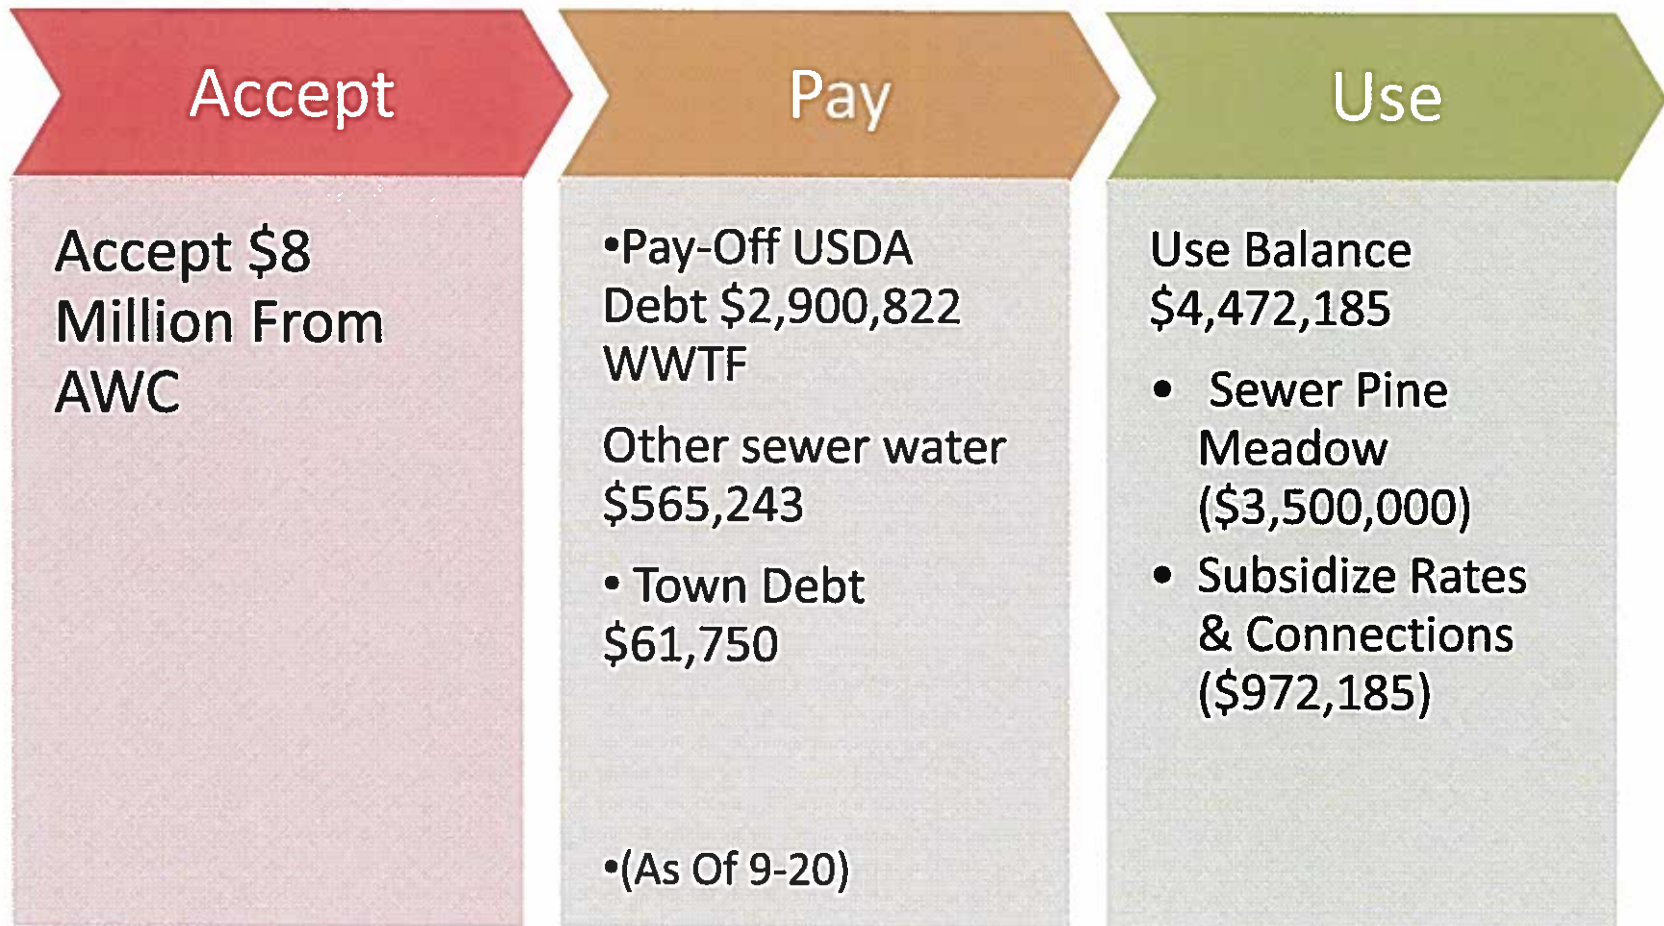 Accept
Accept $8
Million From
AWC
Pay
•Pay-Off USDA
Debt $2,900,822
WWTF
Other sewer water
$565,243
• Town Debt
$61,750
•(As Of 9-20)
Use
Use Balance
$4,472,185
• Sewer Pine
Meadow
($3,500,000)
• Subsidize Rates
& Connections
($972,185)